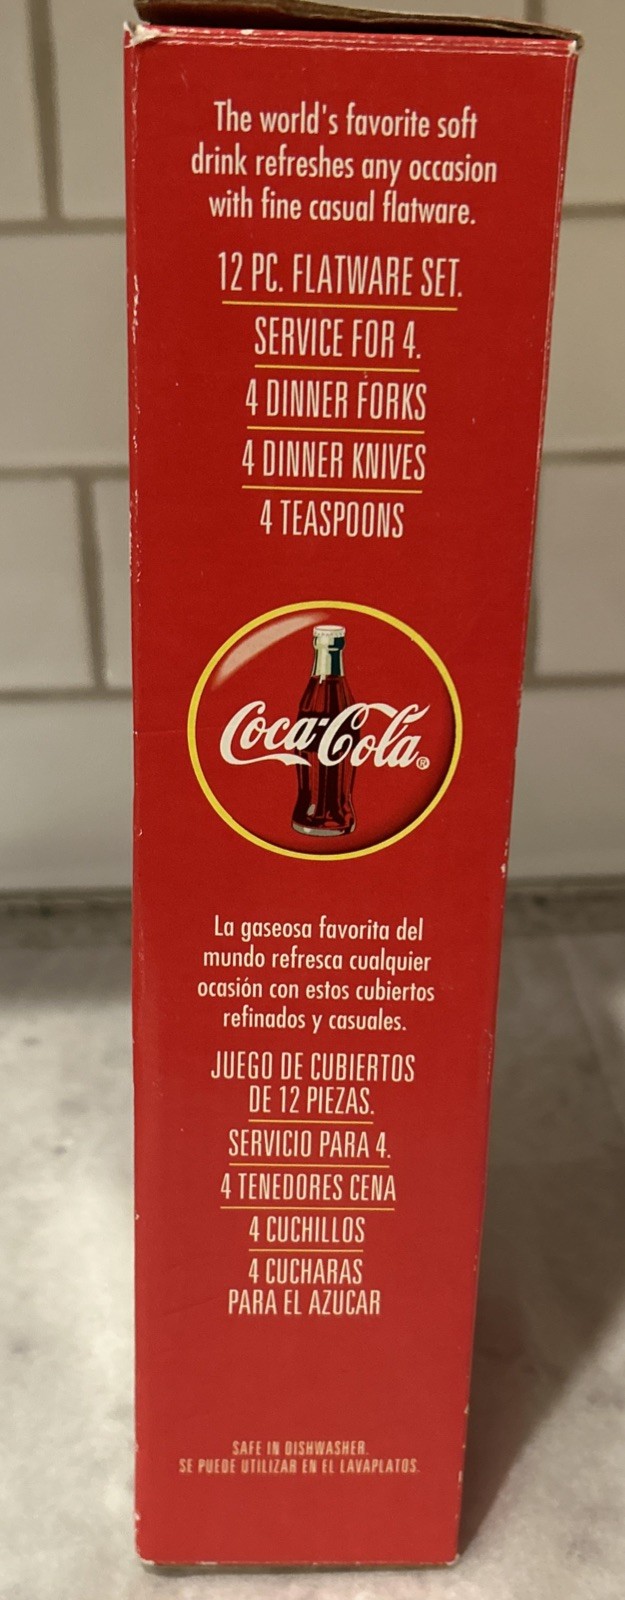 The world's favorite soft
drink refreshes any occasion
with fine casual flatware.
12 PC. FLATWARE SET.
SERVICE FOR 4.
4 DINNER FORKS
4 DINNER KNIVES
4 TEASPOONS
Coca-Cola®
La gaseosa favorita del
mundo refresca cualquier
ocasión con estos cubiertos
refinados y casuales.
JUEGO DE CUBIERTOS
DE 12 PIEZAS.
SERVICIO PARA 4.
4 TENEDORES CENA
4 CUCHILLOS
4 CUCHARAS
PARA EL AZUCAR
SAFE IN DISHWASHER.
SE PUEDE UTILIZAR EN EL LAVAPLATOS.